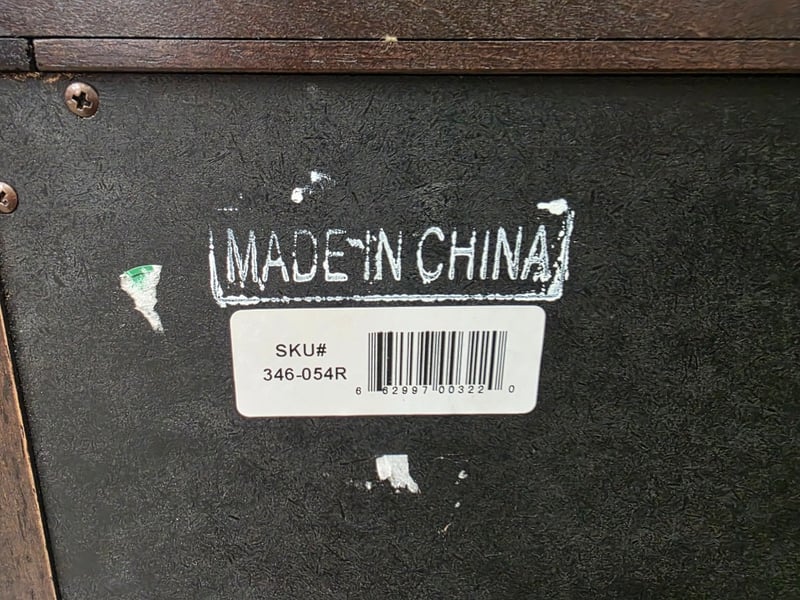 MADE IN CHINA
SKU#
346-054R
6 62997 00322 0